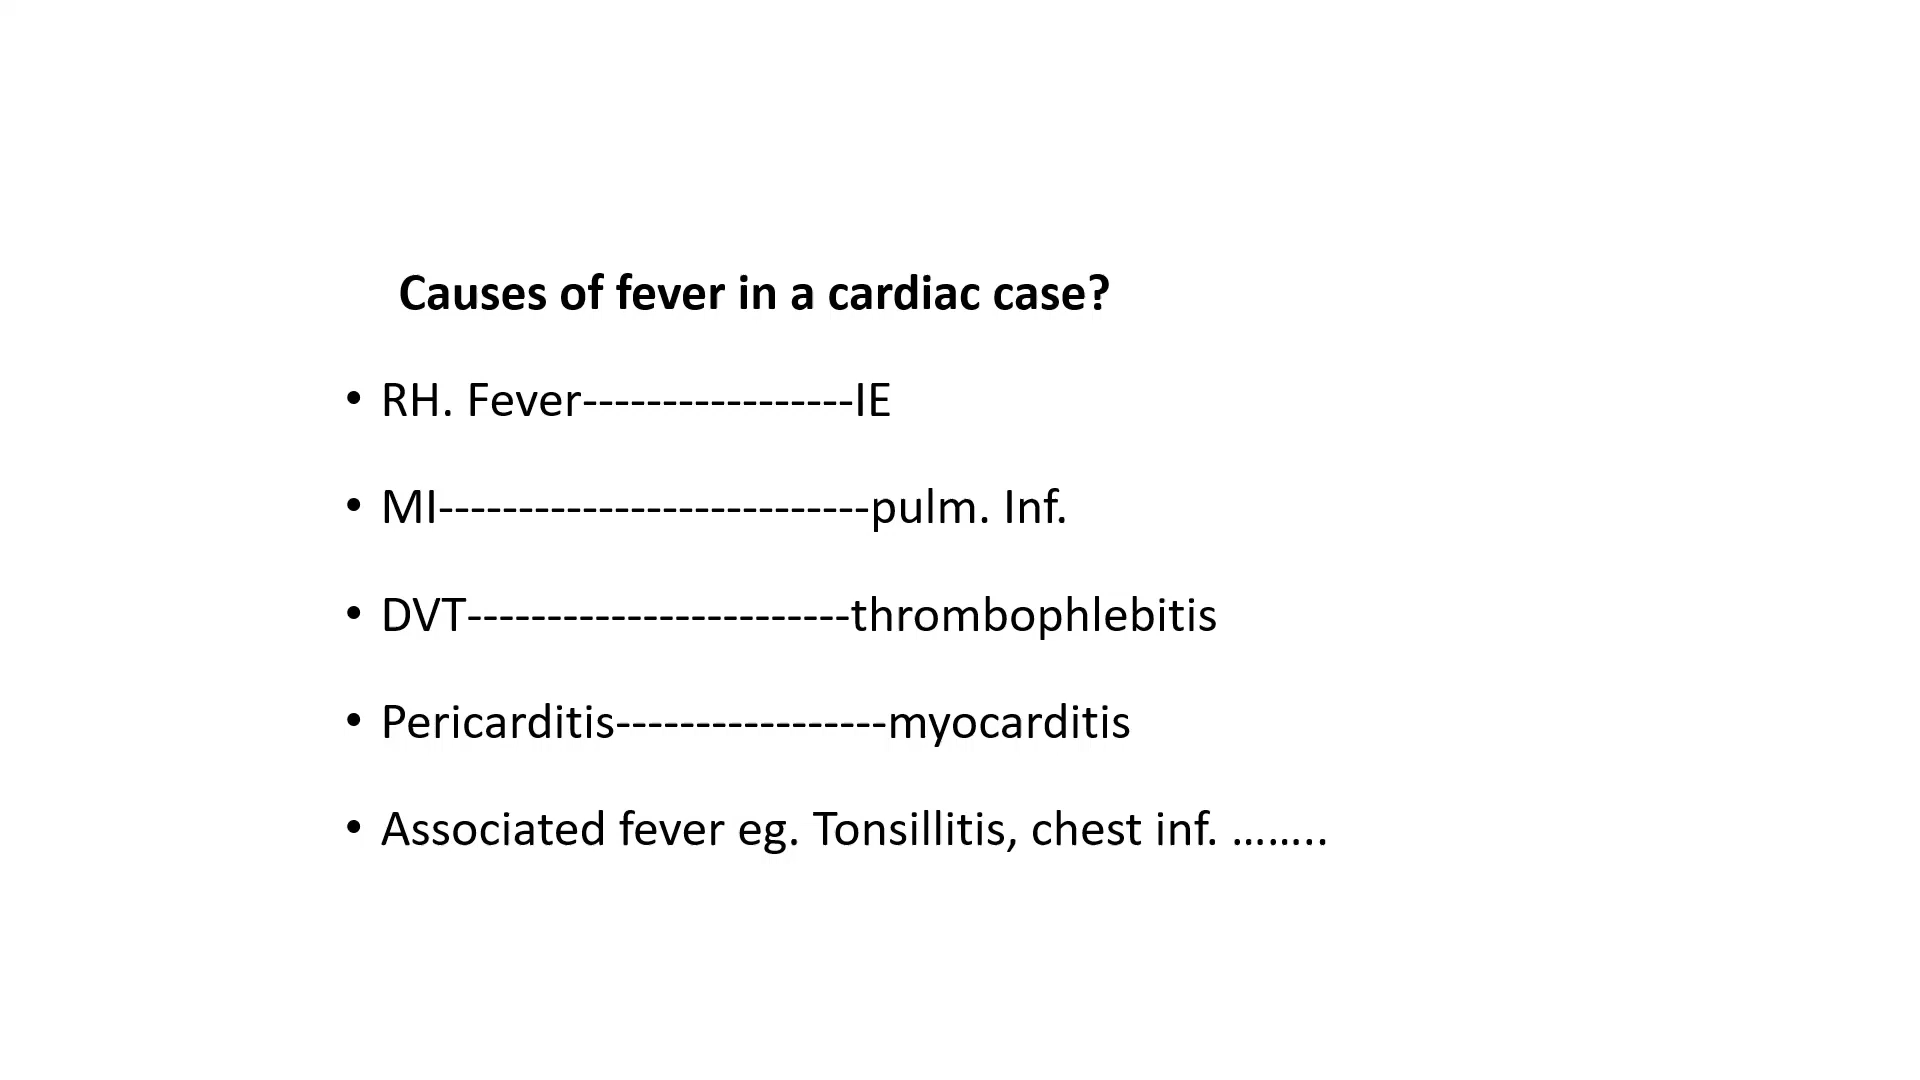 Causes of fever in a cardiac case?
• RH. Fever-----------------IE
• MI---------------------------pulm. Inf.
• DVT------------------------thrombophlebitis
• Pericarditis-----------------myocarditis
• Associated fever eg. Tonsillitis, chest inf. ……..